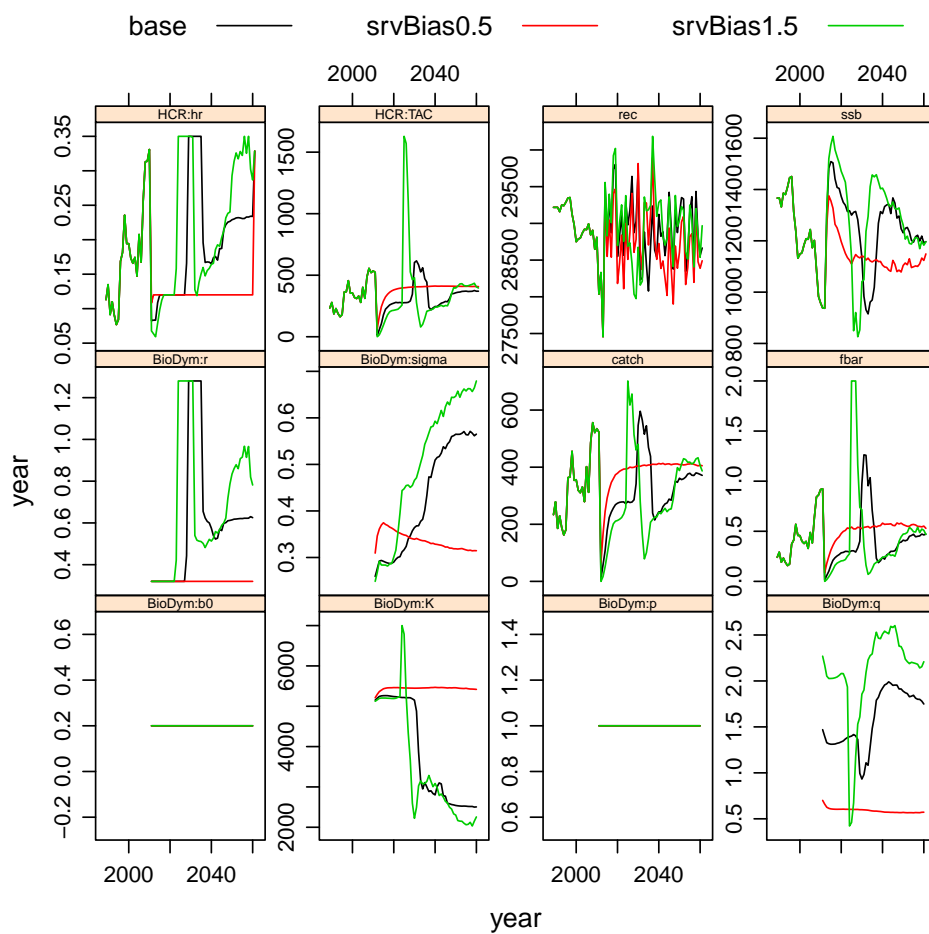 base srvBias0.5 srvBias1.5
2000 2040 2000 2040
HCR:hr HCR:TAC rec ssb
0.05 0.15 0.25 0.35
0 500 1000 1500
27500 28500 29500
800 1000 1200 1400 1600
BioDym:r BioDym:sigma catch fbar
0.4 0.6 0.8 1.0 1.2
0.3 0.4 0.5 0.6
0 200 400 600
0.0 0.5 1.0 1.5 2.0
BioDym:b0 BioDym:K BioDym:p BioDym:q
−0.2 0.0 0.2 0.4 0.6
2000 4000 6000
0.6 0.8 1.0 1.2 1.4
0.5 1.0 1.5 2.0 2.5
year
2000 2040 2000 2040
year